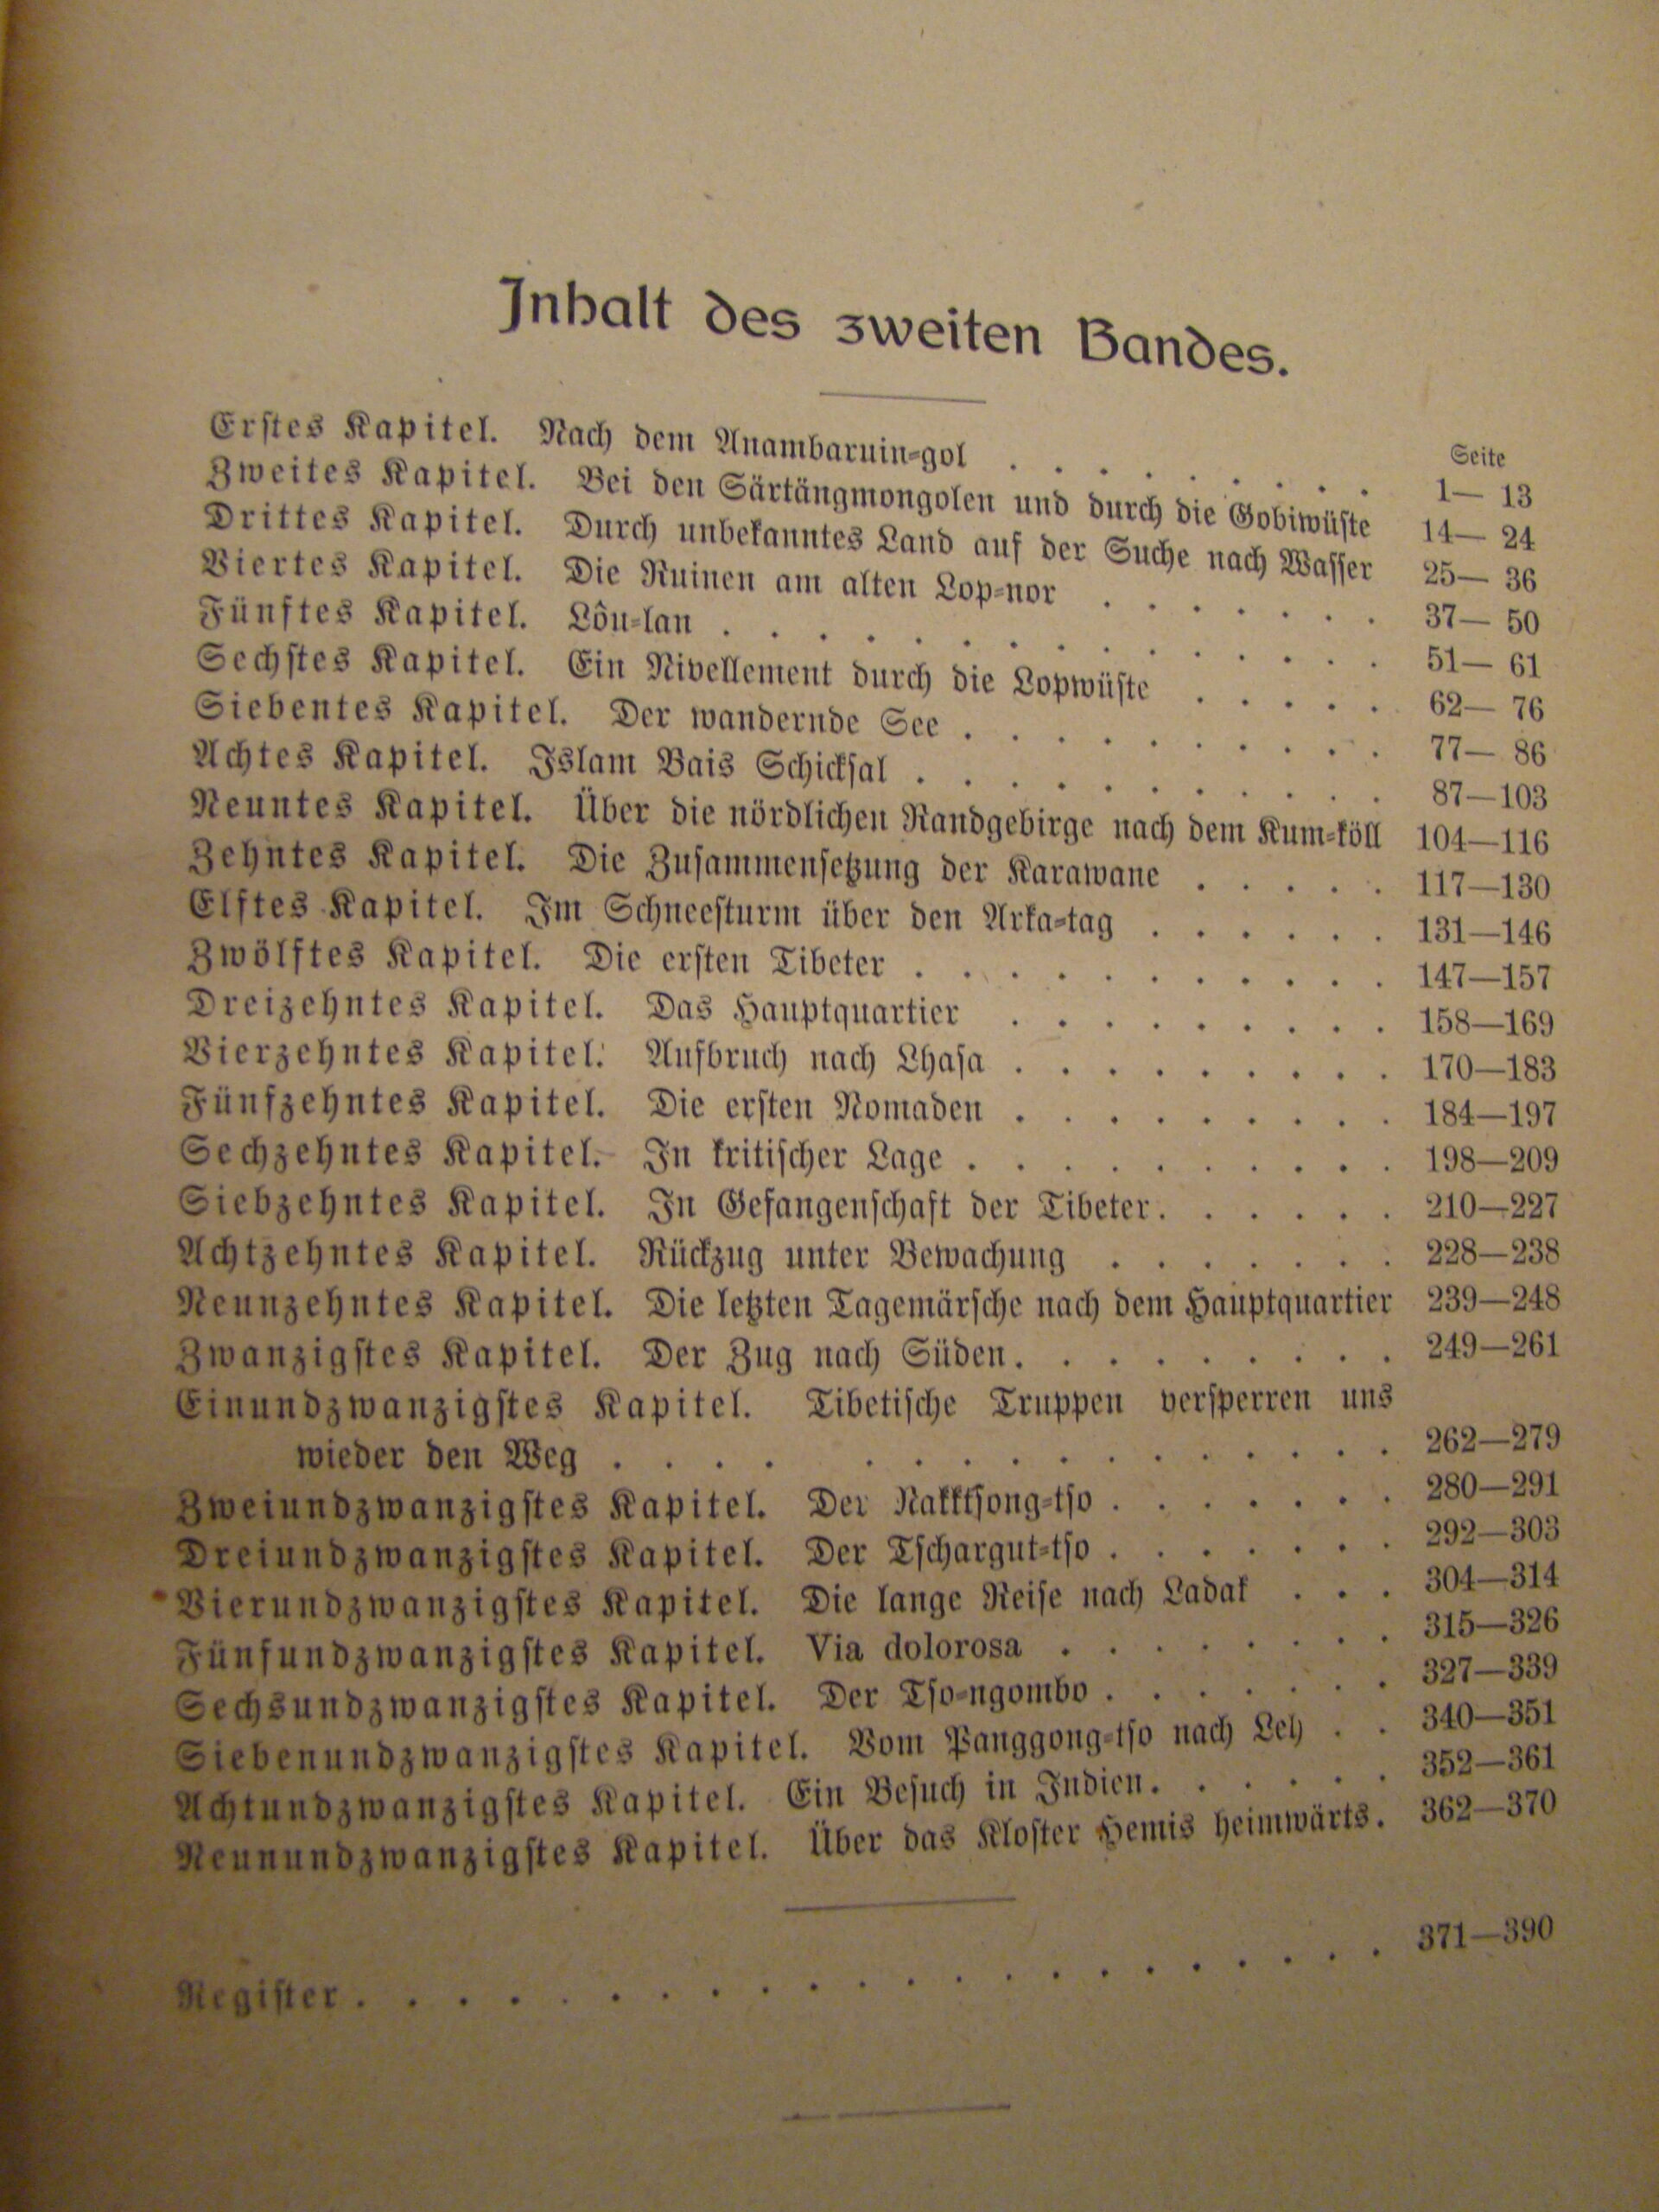 Inhalt des zweiten Bandes.
Seite
Erstes Kapitel. Nach dem Anambaruin-gol . . . . . . . . . 1— 13
Zweites Kapitel. Bei den Särtängmongolen und durch die Gobiwüste 14— 24
Drittes Kapitel. Durch unbekanntes Land auf der Suche nach Wasser 25— 36
Viertes Kapitel. Die Ruinen am alten Lop-nor . . . . . . . 37— 50
Fünftes Kapitel. Lôu-lan . . . . . . . . . . . . . . . 51— 61
Sechstes Kapitel. Ein Nivellement durch die Lopwüste . . . . . 62— 76
Siebentes Kapitel. Der wandernde See . . . . . . . . . . 77— 86
Achtes Kapitel. Islam Bais Schicksal . . . . . . . . . . . 87—103
Neuntes Kapitel. Über die nördlichen Randgebirge nach dem Kum-köll 104—116
Zehntes Kapitel. Die Zusammensetzung der Karawane . . . . . 117—130
Elftes Kapitel. Im Schneesturm über den Arka-tag . . . . . . 131—146
Zwölftes Kapitel. Die ersten Tibeter . . . . . . . . . . . 147—157
Dreizehntes Kapitel. Das Hauptquartier . . . . . . . . . 158—169
Vierzehntes Kapitel. Aufbruch nach Lhasa . . . . . . . . . 170—183
Fünfzehntes Kapitel. Die ersten Nomaden . . . . . . . . . 184—197
Sechzehntes Kapitel. In kritischer Lage . . . . . . . . . . 198—209
Siebzehntes Kapitel. In Gefangenschaft der Tibeter. . . . . . 210—227
Achtzehntes Kapitel. Rückzug unter Bewachung . . . . . . . 228—238
Neunzehntes Kapitel. Die letzten Tagemärsche nach dem Hauptquartier 239—248
Zwanzigstes Kapitel. Der Zug nach Süden. . . . . . . . . 249—261
Einundzwanzigstes Kapitel. Tibetische Truppen versperren uns
wieder den Weg . . . . . . . . . . . . . . . . . 262—279
Zweiundzwanzigstes Kapitel. Der Nakktsong-tso . . . . . . . 280—291
Dreiundzwanzigstes Kapitel. Der Tschargut-tso . . . . . . . 292—303
Vierundzwanzigstes Kapitel. Die lange Reise nach Ladak . . . 304—314
Fünfundzwanzigstes Kapitel. Via dolorosa . . . . . . . . 315—326
Sechsundzwanzigstes Kapitel. Der Tso-ngombo . . . . . . . 327—339
Siebenundzwanzigstes Kapitel. Vom Panggong-tso nach Leh . . 340—351
Achtundzwanzigstes Kapitel. Ein Besuch in Indien. . . . . . 352—361
Neunundzwanzigstes Kapitel. Über das Kloster Hemis heimwärts. 362—370
Register . . . . . . . . . . . . . . . . . . . . . 371—390